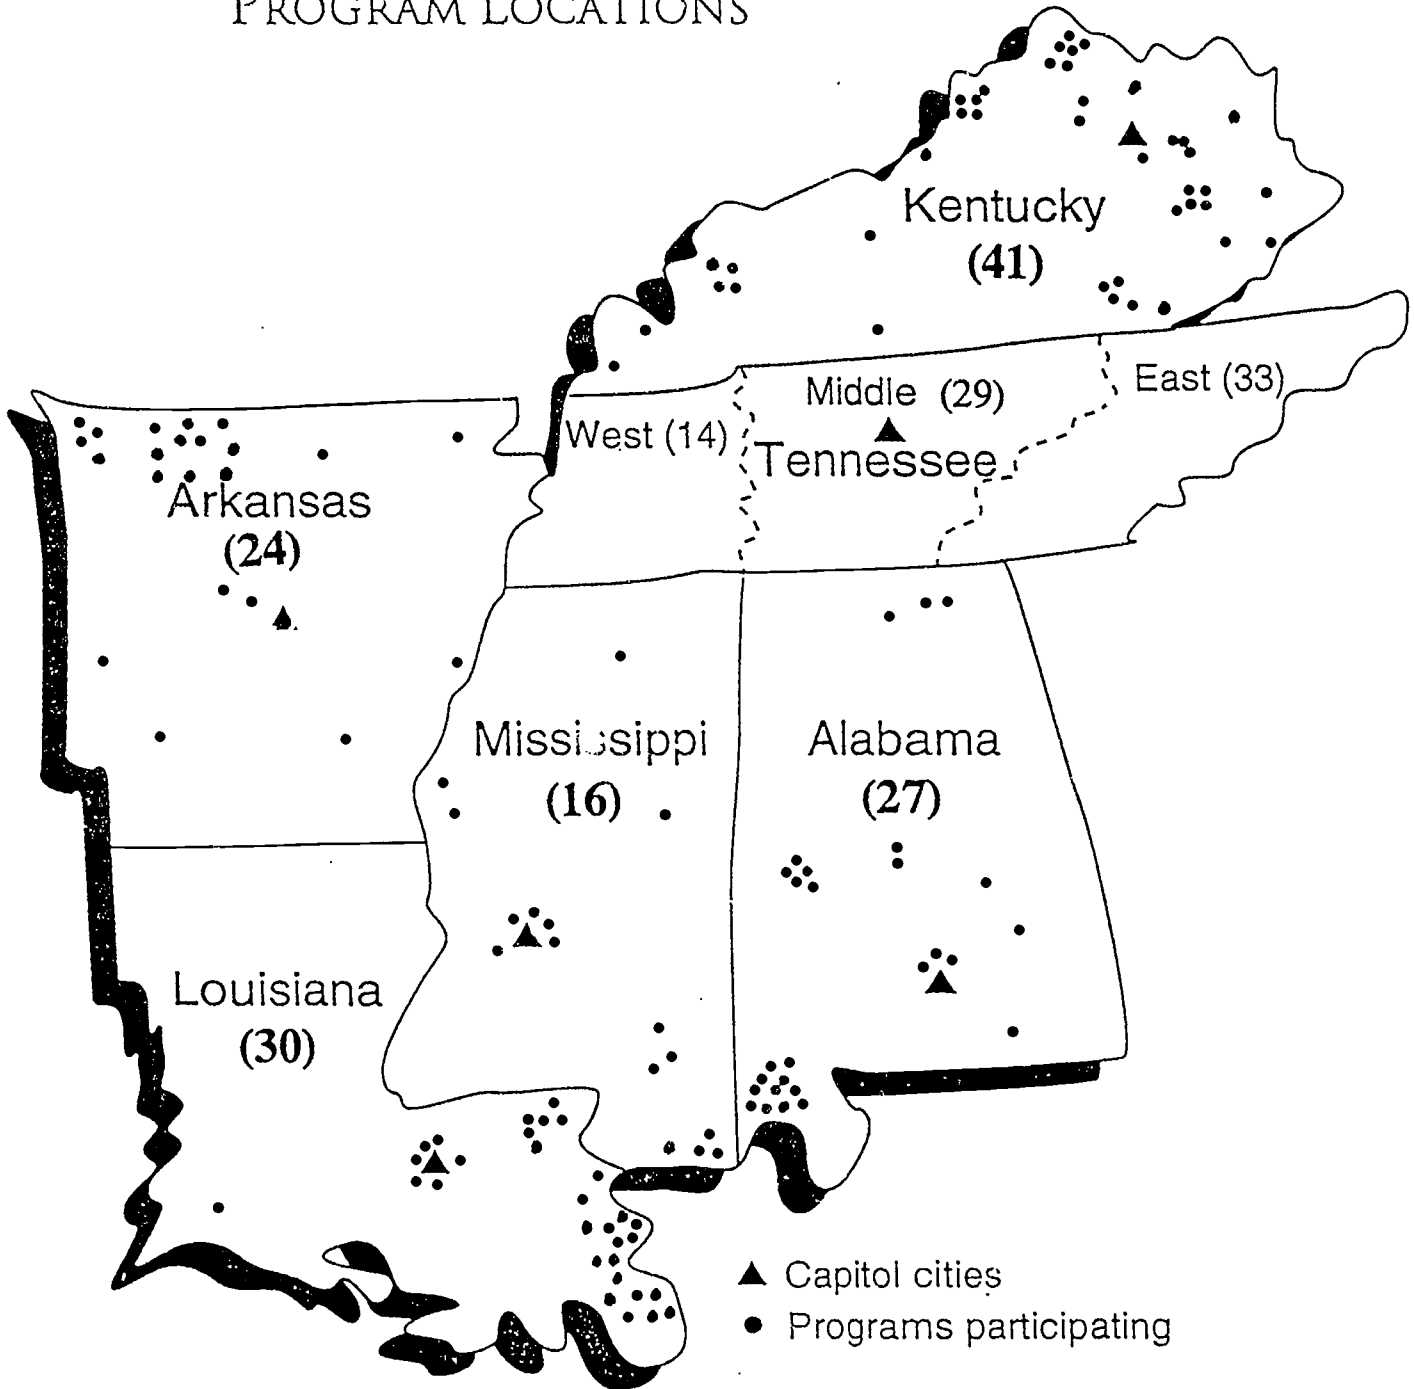 PROGRAM LOCATIONS
Kentucky
(41)
Middle (29)
East (33)
West (14)
Tennessee
Arkansas
(24)
Mississippi
(16)
Alabama
(27)
Louisiana
(30)
Capitol cities
Programs participating